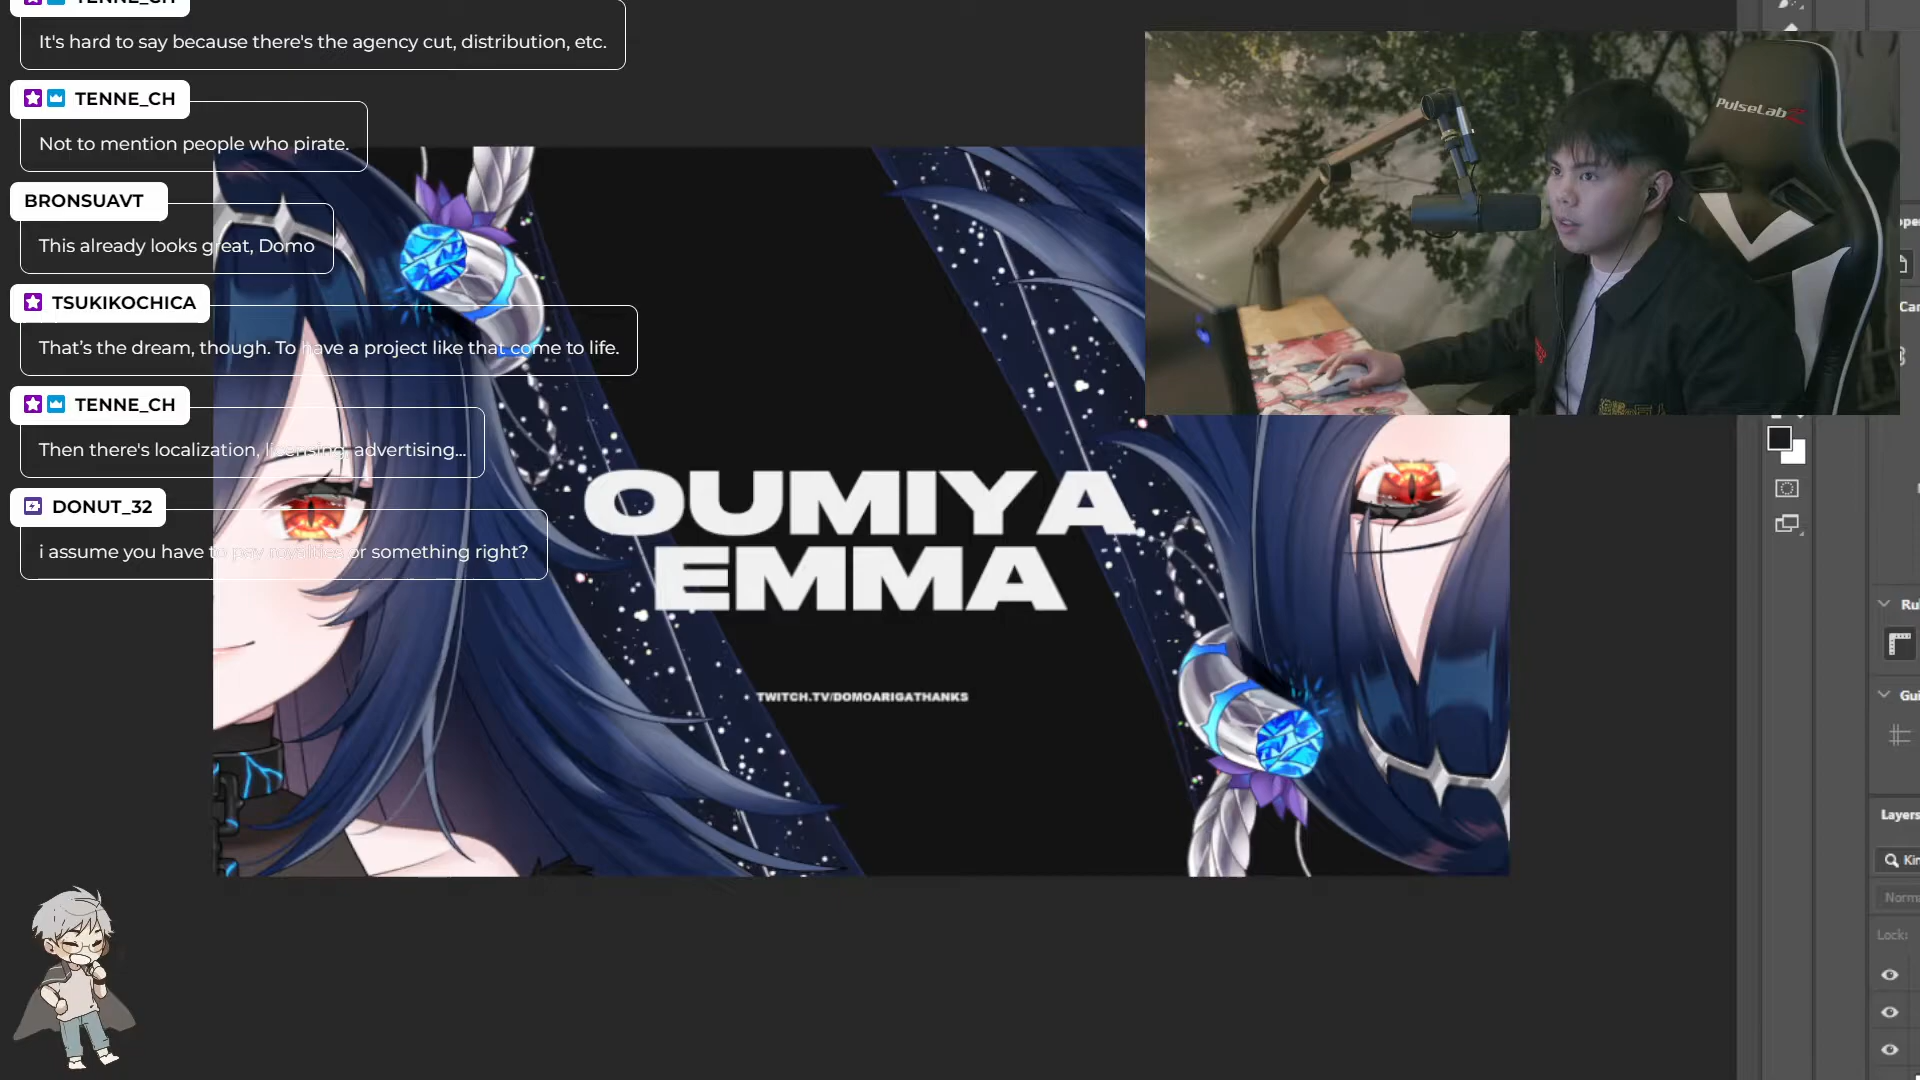 TENNE_CH
It's hard to say because there's the agency cut, distribution, etc.
TENNE_CH
Not to mention people who pirate.
BRONSUAVT
This already looks great, Domo
TSUKIKOCHICA
That’s the dream, though. To have a project like that come to life.
TENNE_CH
Then there's localization, licensing, advertising...
DONUT_32
i assume you have to pay royalties or something right?
OUMIYA
EMMA
TWITCH.TV/DOMOARIGATHANKS
PulseLabz
Layers
Lock: